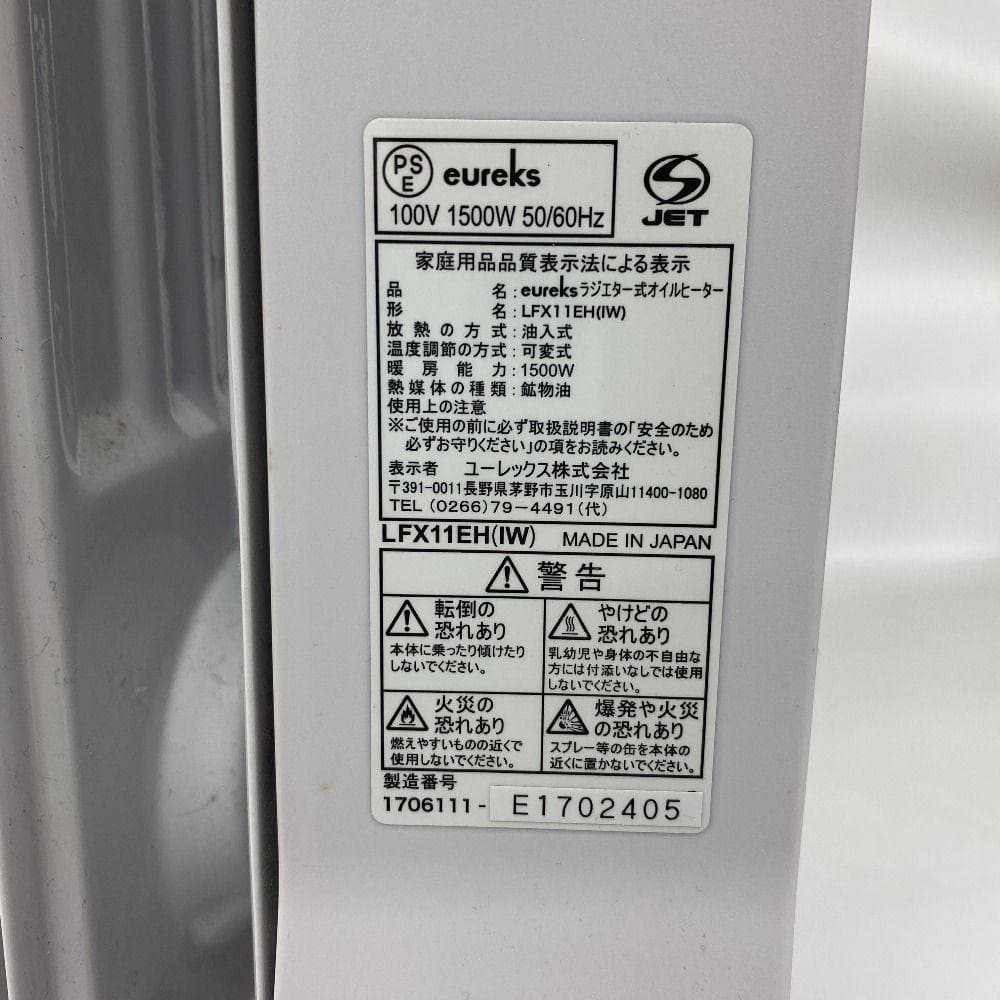 PSE eureks
100V 1500W 50/60Hz
JET
家庭用品品質表示法による表示
品名:eureksラジエター式オイルヒーター
形名:LFX11EH(IW)
放熱の方式:油入式
温度調節の方式:可変式
暖房能力:1500W
熱媒体の種類:鉱物油
使用上の注意
※ご使用の前に必ず取扱説明書の「安全のため
必ずお守りください」の項をお読みください。
表示者 ユーレックス株式会社
〒391-0011長野県茅野市玉川字原山11400-1080
TEL (0266)79-4491(代)
LFX11EH(IW) MADE IN JAPAN
警告
転倒の
恐れあり
本体に乗ったり傾けたり
しないでください。
やけどの
恐れあり
乳幼児や身体の不自由な
方には付添いなしでは使用
しないでください。
火災の
恐れあり
燃えやすいものの近くで
使用しないでください。
爆発や火災
の恐れあり
スプレー等の缶を本体の
近くに置かないでください。
製造番号
1706111- E1702405